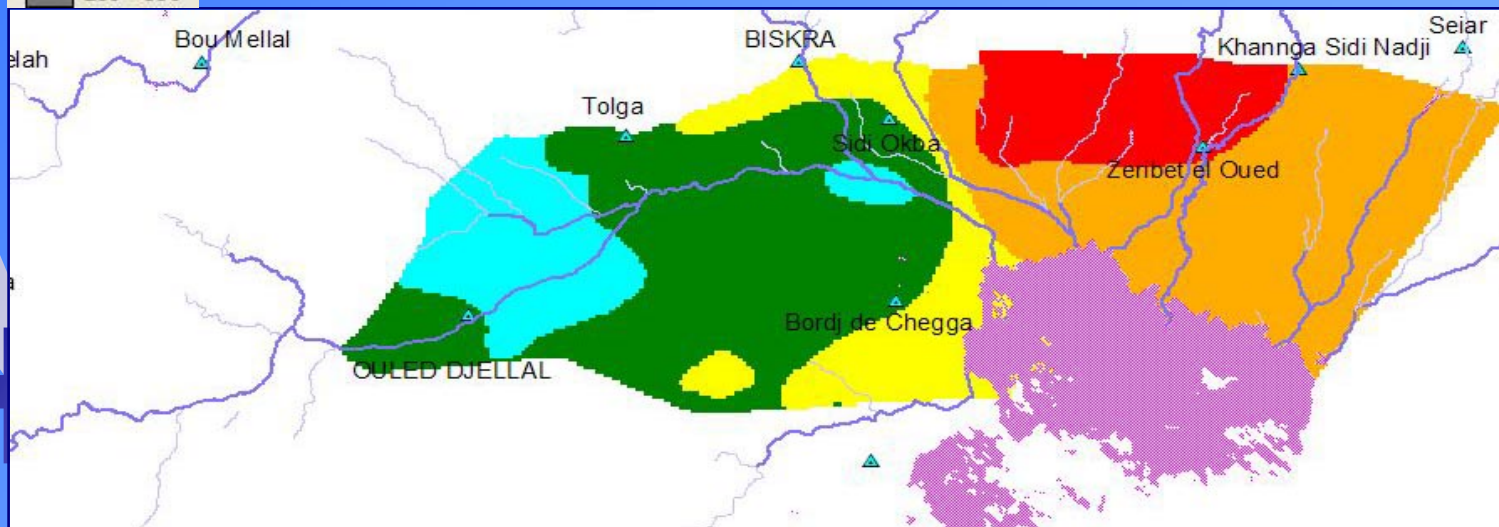 Bou Mellal
BISKRA
Seiar
elah
Khannga Sidi Nadji
Tolga
Sidi Okba
Zeribet el Oued
Bordj de Chegga
OULED DJELLAL